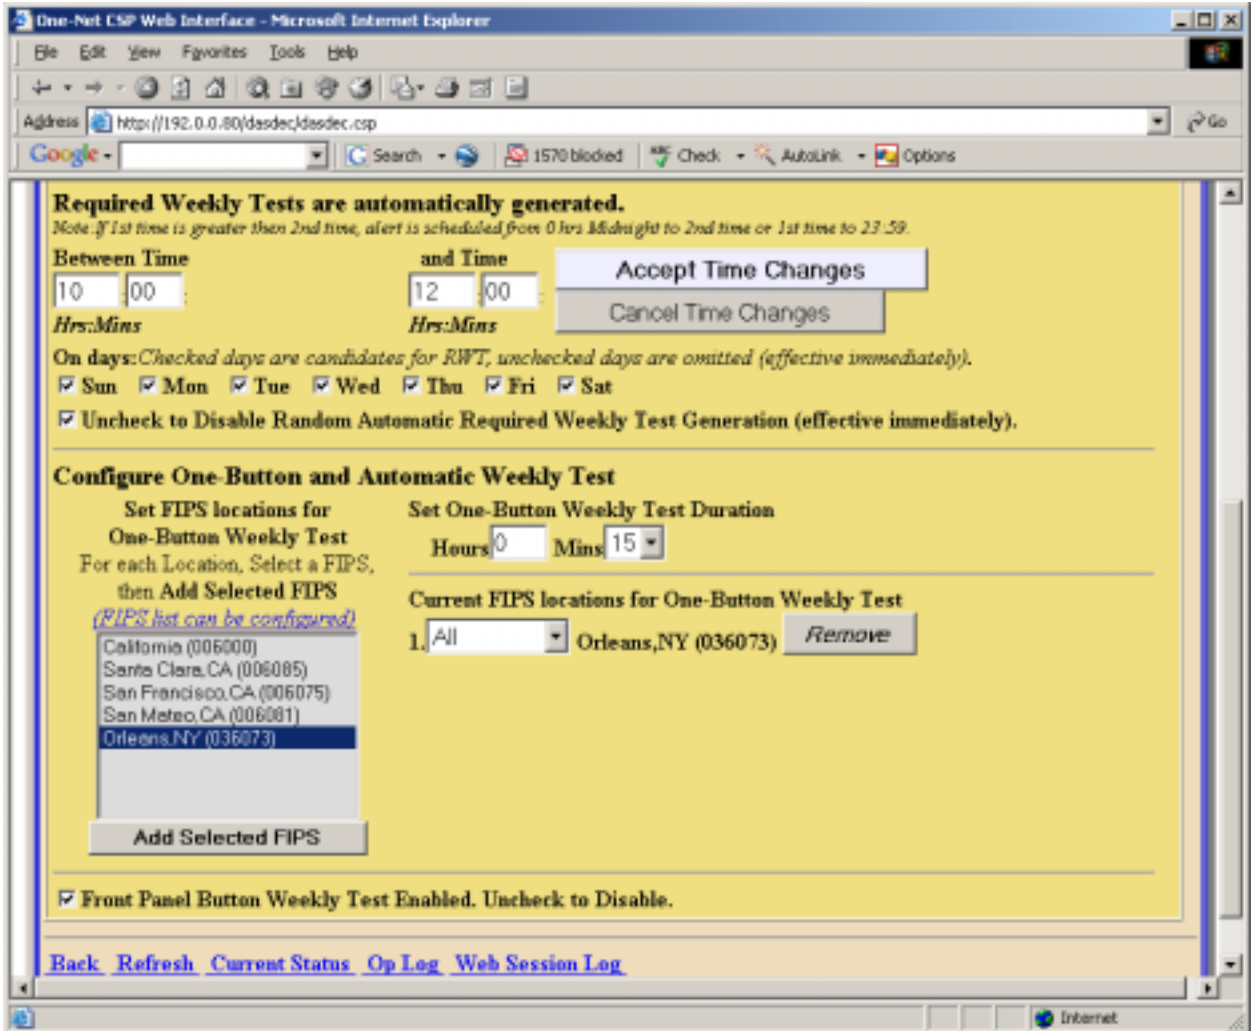 One-Net CSP Web Interface - Microsoft Internet Explorer
File Edit View Favorites Tools Help
Address http://192.0.0.80/dasdec/dasdec.csp Go
Google Search 1570 blocked Check AutoLink Options
Required Weekly Tests are automatically generated.
Note:If 1st time is greater then 2nd time, alert is scheduled from 0 hrs Midnight to 2nd time or 1st time to 23:59.
Between Time and Time Accept Time Changes
10 :00 : 12 :00 : Cancel Time Changes
Hrs:Mins Hrs:Mins
On days:Checked days are candidates for RWT, unchecked days are omitted (effective immediately).
Sun Mon Tue Wed Thu Fri Sat
Uncheck to Disable Random Automatic Required Weekly Test Generation (effective immediately).
Configure One-Button and Automatic Weekly Test
Set FIPS locations for
One-Button Weekly Test
For each Location, Select a FIPS,
then Add Selected FIPS
(FIPS list can be configured)
California (006000)
Santa Clara,CA (006085)
San Francisco,CA (006075)
San Mateo,CA (006081)
Orleans,NY (036073)
Add Selected FIPS
Set One-Button Weekly Test Duration
Hours 0 Mins 15
Current FIPS locations for One-Button Weekly Test
1. All Orleans,NY (036073) Remove
Front Panel Button Weekly Test Enabled. Uncheck to Disable.
Back Refresh Current Status Op Log Web Session Log
Internet